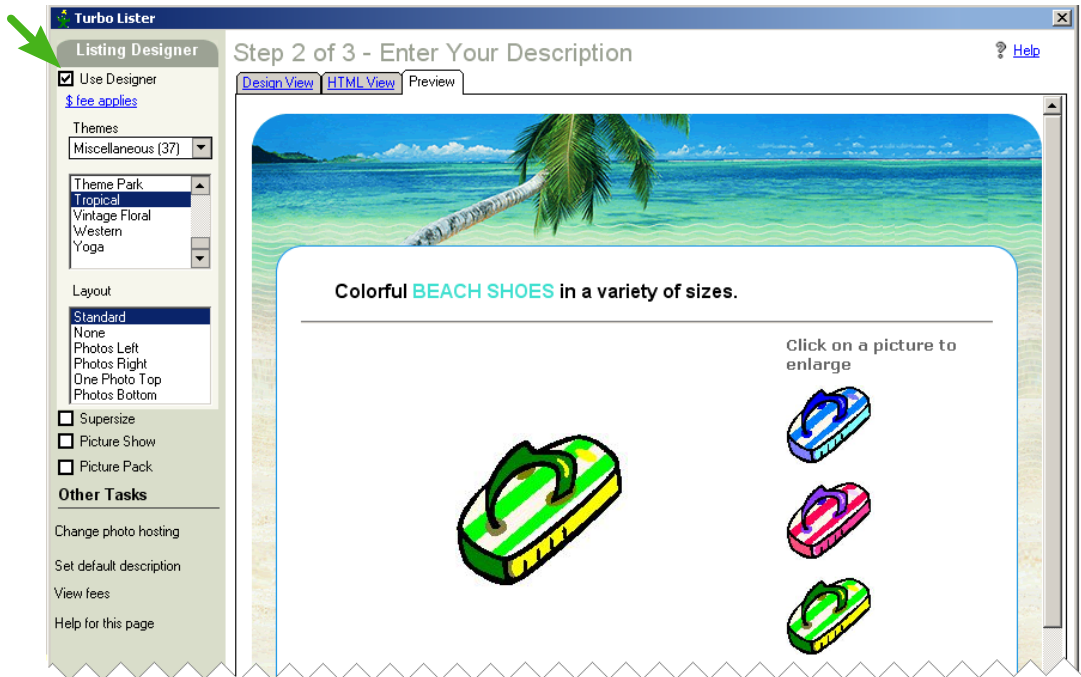 Turbo Lister
Listing Designer
Use Designer
$ fee applies
Themes
Miscellaneous (37)
Theme Park
Tropical
Vintage Floral
Western
Yoga
Layout
Standard
None
Photos Left
Photos Right
One Photo Top
Photos Bottom
Supersize
Picture Show
Picture Pack
Other Tasks
Change photo hosting
Set default description
View fees
Help for this page
Step 2 of 3 - Enter Your Description
? Help
Design View HTML View Preview
Colorful BEACH SHOES in a variety of sizes.
Click on a picture to
enlarge